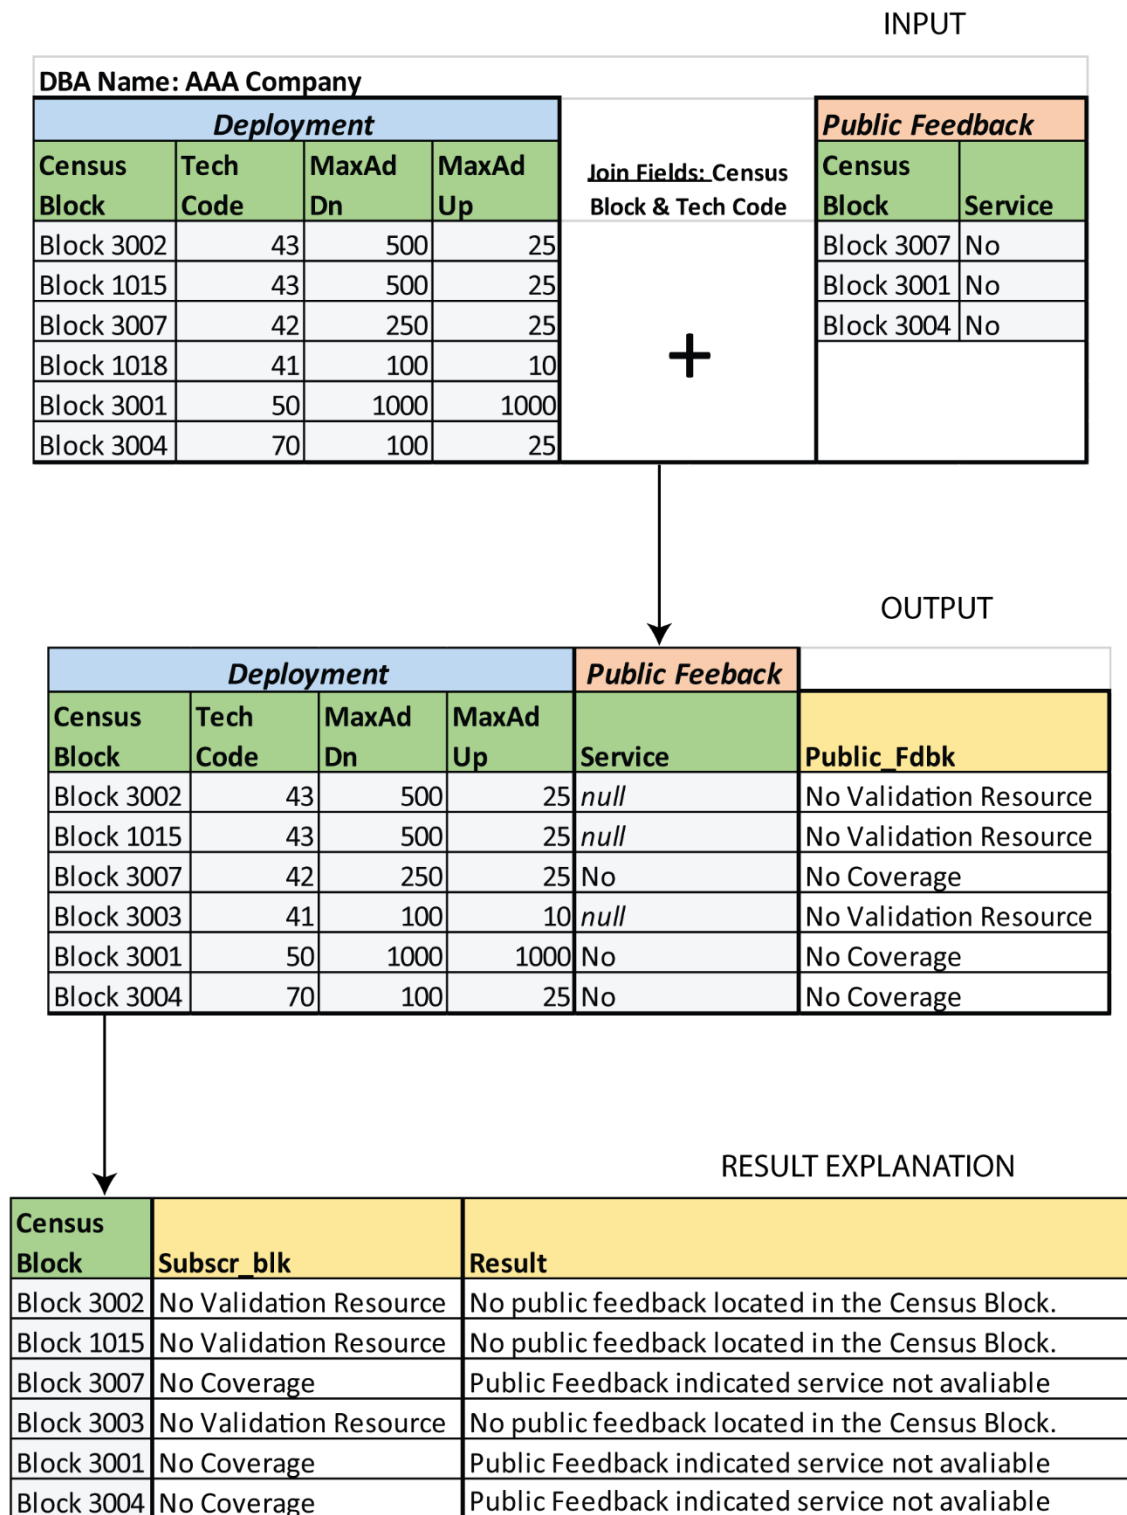 INPUT
DBA Name: AAA Company
Deployment Public Feedback
Census Block Tech Code MaxAd Dn MaxAd Up Join Fields: Census Block & Tech Code Census Block Service
Block 3002 43 500 25 Block 3007 No
Block 1015 43 500 25 Block 3001 No
Block 3007 42 250 25 Block 3004 No
Block 1018 41 100 10
+
Block 3001 50 1000 1000
Block 3004 70 100 25
OUTPUT
Deployment Public Feeback
Census Block Tech Code MaxAd Dn MaxAd Up Service Public_Fdbk
Block 3002 43 500 25 null No Validation Resource
Block 1015 43 500 25 null No Validation Resource
Block 3007 42 250 25 No No Coverage
Block 3003 41 100 10 null No Validation Resource
Block 3001 50 1000 1000 No No Coverage
Block 3004 70 100 25 No No Coverage
RESULT EXPLANATION
Census Block Subscr_blk Result
Block 3002 No Validation Resource No public feedback located in the Census Block.
Block 1015 No Validation Resource No public feedback located in the Census Block.
Block 3007 No Coverage Public Feedback indicated service not avaliable
Block 3003 No Validation Resource No public feedback located in the Census Block.
Block 3001 No Coverage Public Feedback indicated service not avaliable
Block 3004 No Coverage Public Feedback indicated service not avaliable